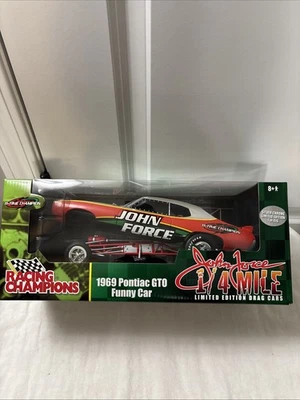 8+
JOHN
FORCE
RACING
CHAMPIONS
1969 Pontiac GTO
Funny Car
John Force
1/4 MILE
LIMITED EDITION DRAG CARS